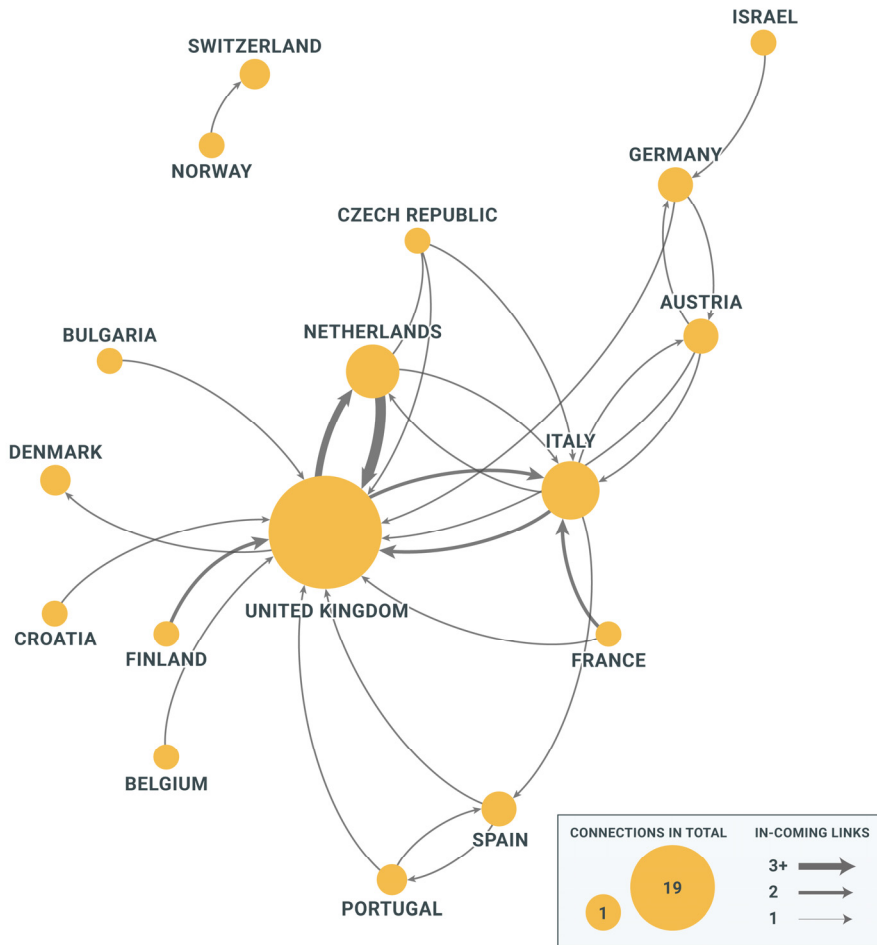 ISRAEL
SWITZERLAND
GERMANY
NORWAY
CZECH REPUBLIC
AUSTRIA
BULGARIA
NETHERLANDS
DENMARK
ITALY
UNITED KINGDOM
CROATIA
FINLAND
FRANCE
BELGIUM
SPAIN
PORTUGAL
CONNECTIONS IN TOTAL
1
19
IN-COMING LINKS
3+
2
1